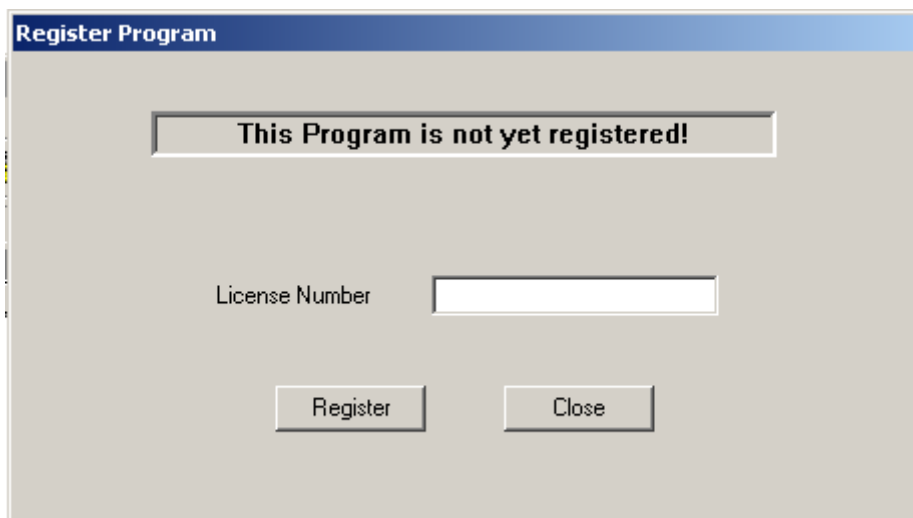 Register Program
This Program is not yet registered!
License Number
Register
Close